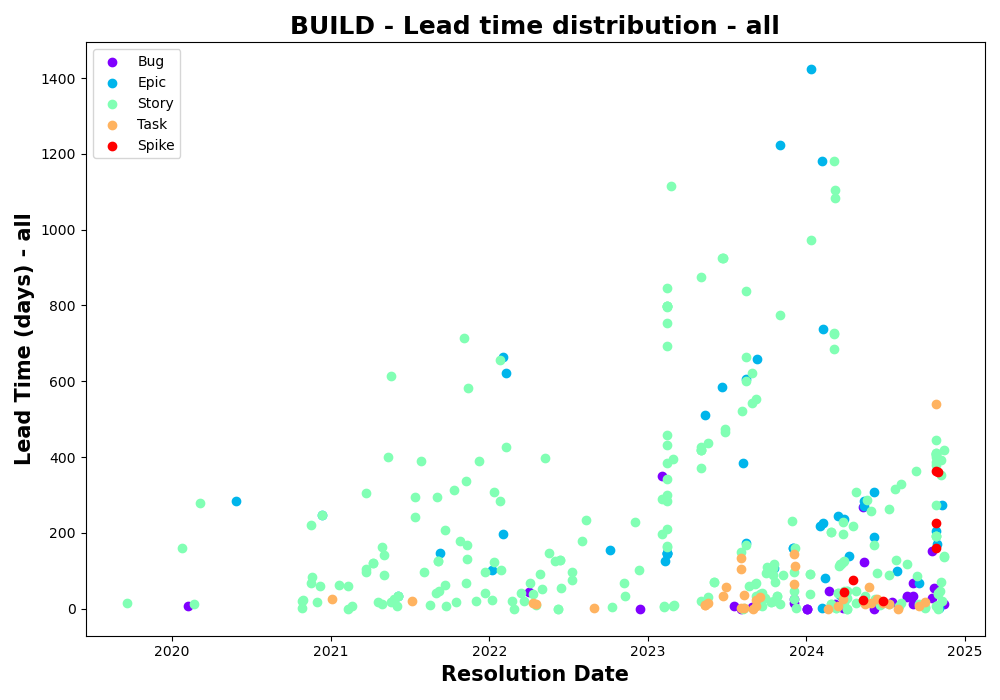 BUILD - Lead time distribution - all
Bug
Epic
Story
Task
Spike
1400
1200
1000
800
600
400
200
0
Lead Time (days) - all
2020 2021 2022 2023 2024 2025
Resolution Date